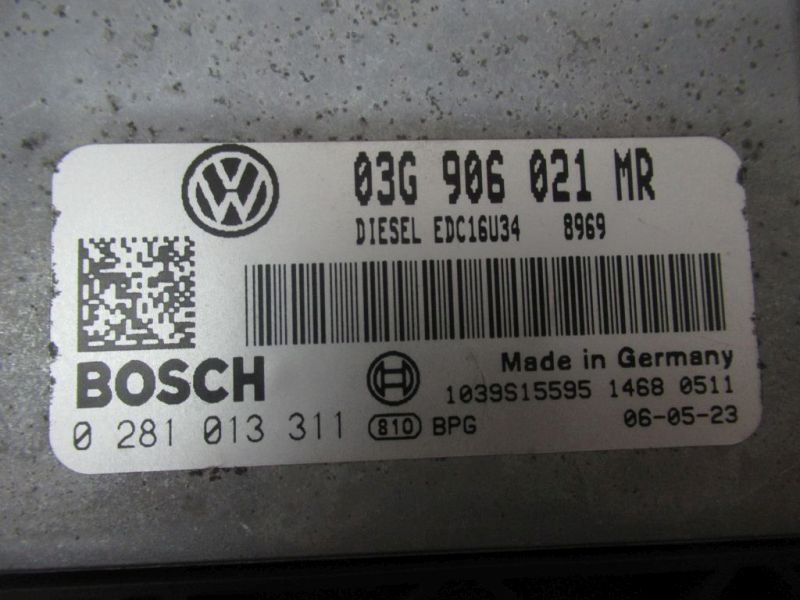 03G 906 021 MR
DIESEL EDC16U34 8969
BOSCH
Made in Germany
1039S15595 1468 0511
0 281 013 311 810 BPG 06-05-23